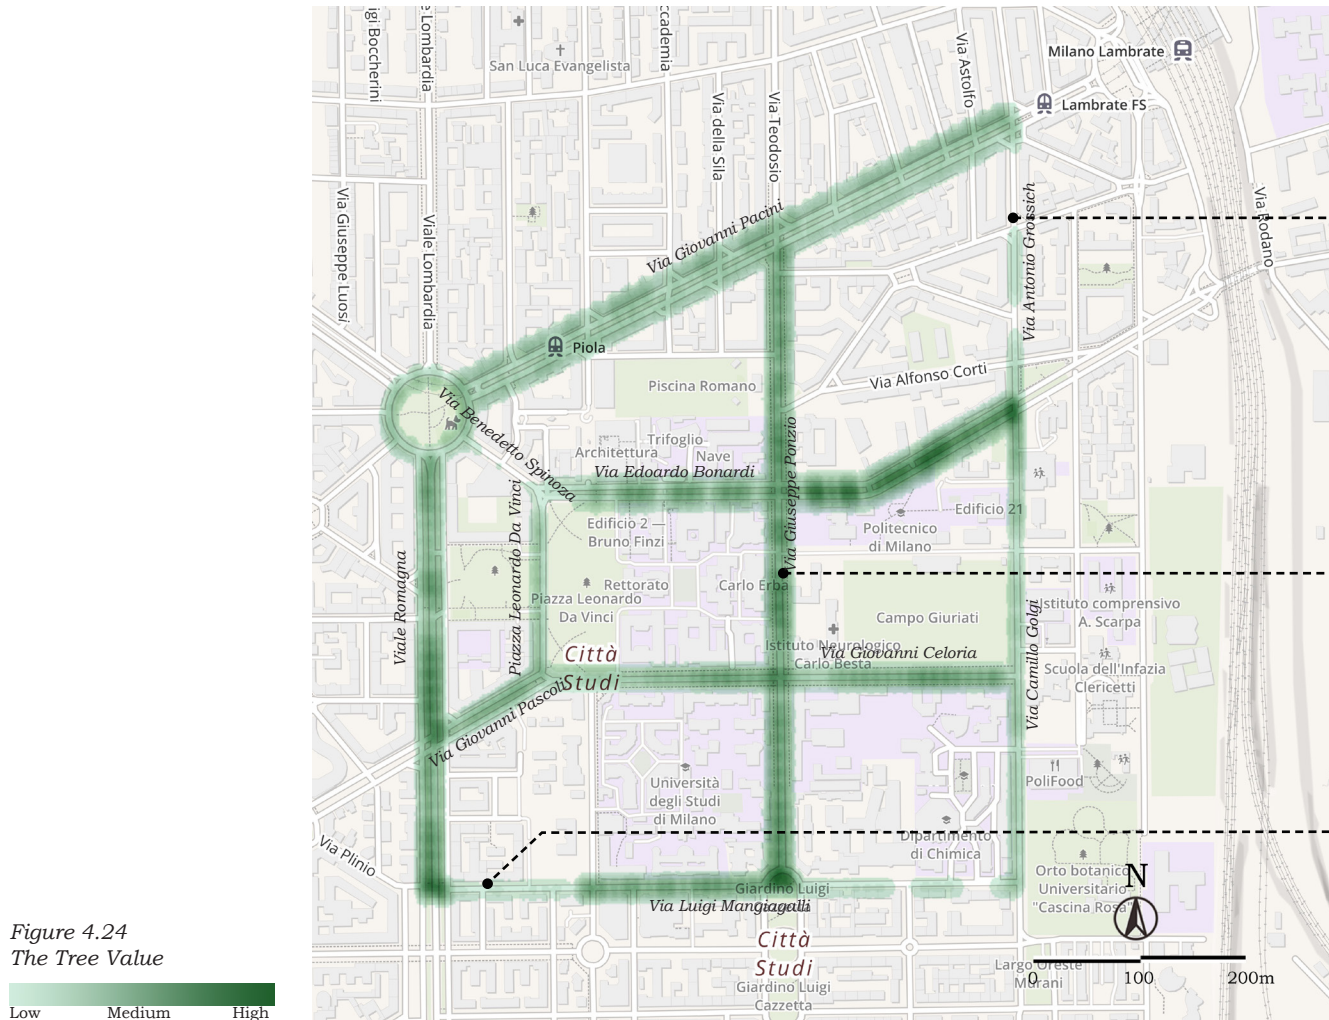 igi Boccherini
e Lombardia
ccademia
San Luca Evangelista
Via Astolfo
Milano Lambrate
Lambrate FS
Via della Sila
Via Teodosio
Via Giuseppe Luosi
Viale Lombardia
Via Giovanni Pacini
Via Antonio Grossich
Via Rodano
Piola
Piscina Romano
Via Alfonso Corti
Via Benedetto Spinoza
Trifoglio
Architettura
Nave
Via Edoardo Bonardi
Via Giuseppe Ponzio
Piazza Leonardo Da Vinci
Edificio 2 —
Bruno Finzi
Politecnico
di Milano
Edificio 21
Viale Romagna
Rettorato
Carlo Erba
Piazza Leonardo
Da Vinci
Campo Giuriati
Istituto comprensivo
A. Scarpa
Via Camillo Golgi
Istituto Neurologico
Carlo Besta
Via Giovanni Celoria
Città
Studi
Scuola dell'Infazia
Clericetti
Via Giovanni Pascoli
Università
degli Studi
di Milano
PoliFood
Via Plinio
Dipartimento
di Chimica
Orto botanico
Universitario
"Cascina Rosa"
N
Giardino Luigi
Via Luigi Mangiagalli
Città
Studi
Giardino Luigi
Cazzetta
Largo Oreste
Murani
0 100 200m
Figure 4.24
The Tree Value
Low Medium High